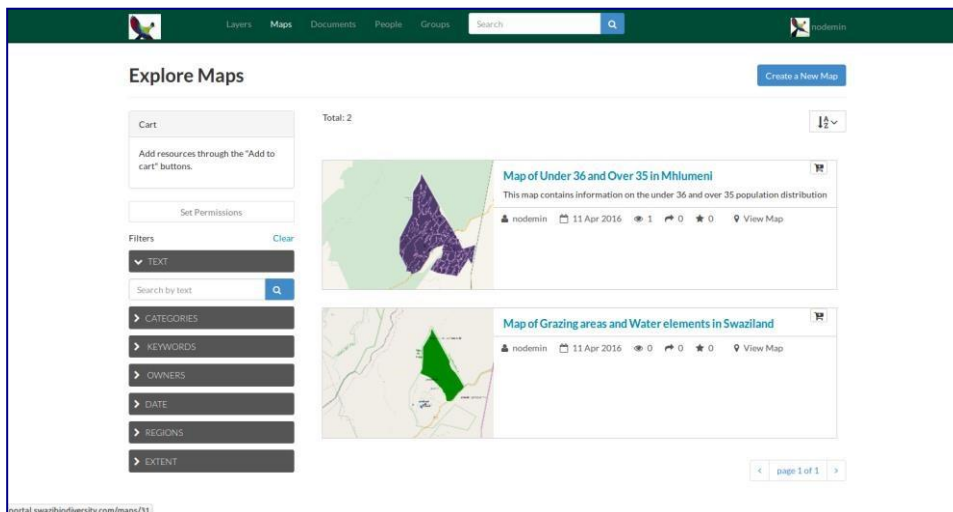 Layers Maps Documents People Groups Search nodemin
Explore Maps
Create a New Map
Cart
Add resources through the "Add to
cart" buttons.
Set Permissions
Filters Clear
TEXT
Search by text
CATEGORIES
KEYWORDS
OWNERS
DATE
REGIONS
EXTENT
Total: 2
Map of Under 36 and Over 35 in Mhlumeni
This map contains information on the under 36 and over 35 population distribution
nodemin 11 Apr 2016 1 0 0 View Map
Map of Grazing areas and Water elements in Swaziland
nodemin 11 Apr 2016 0 0 0 View Map
< page 1 of 1 >
portal.swazibiodiversity.com/maps/31